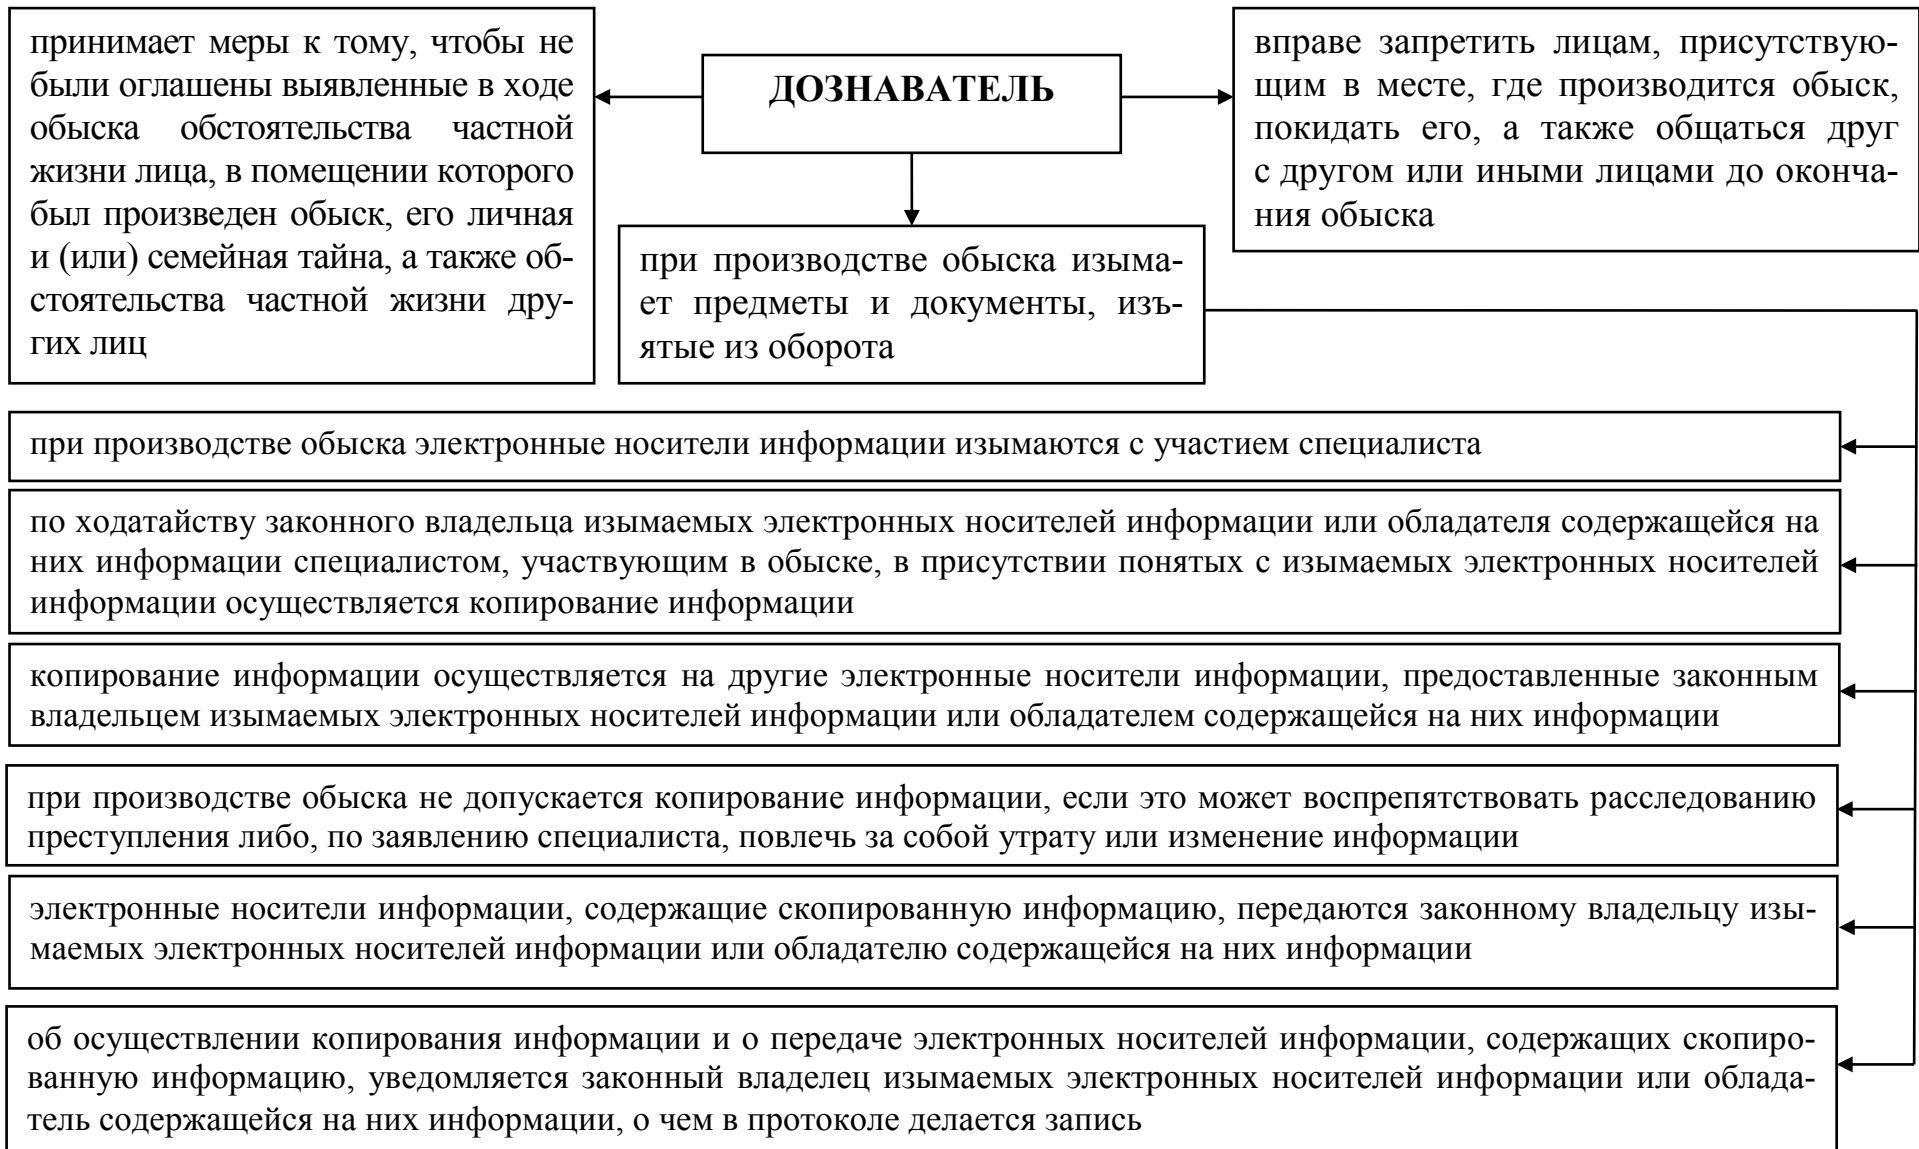 принимает меры к тому, чтобы не
были оглашены выявленные в ходе
обыска обстоятельства частной
жизни лица, в помещении которого
был произведен обыск, его личная
и (или) семейная тайна, а также об-
стоятельства частной жизни дру-
гих лиц
ДОЗНАВАТЕЛЬ
вправе запретить лицам, присутствую-
щим в месте, где производится обыск,
покидать его, а также общаться друг
с другом или иными лицами до оконча-
ния обыска
при производстве обыска изыма-
ет предметы и документы, изъ-
ятые из оборота
при производстве обыска электронные носители информации изымаются с участием специалиста
по ходатайству законного владельца изымаемых электронных носителей информации или обладателя содержащейся на
них информации специалистом, участвующим в обыске, в присутствии понятых с изымаемых электронных носителей
информации осуществляется копирование информации
копирование информации осуществляется на другие электронные носители информации, предоставленные законным
владельцем изымаемых электронных носителей информации или обладателем содержащейся на них информации
при производстве обыска не допускается копирование информации, если это может воспрепятствовать расследованию
преступления либо, по заявлению специалиста, повлечь за собой утрату или изменение информации
электронные носители информации, содержащие скопированную информацию, передаются законному владельцу изы-
маемых электронных носителей информации или обладателю содержащейся на них информации
об осуществлении копирования информации и о передаче электронных носителей информации, содержащих скопиро-
ванную информацию, уведомляется законный владелец изымаемых электронных носителей информации или облада-
тель содержащейся на них информации, о чем в протоколе делается запись